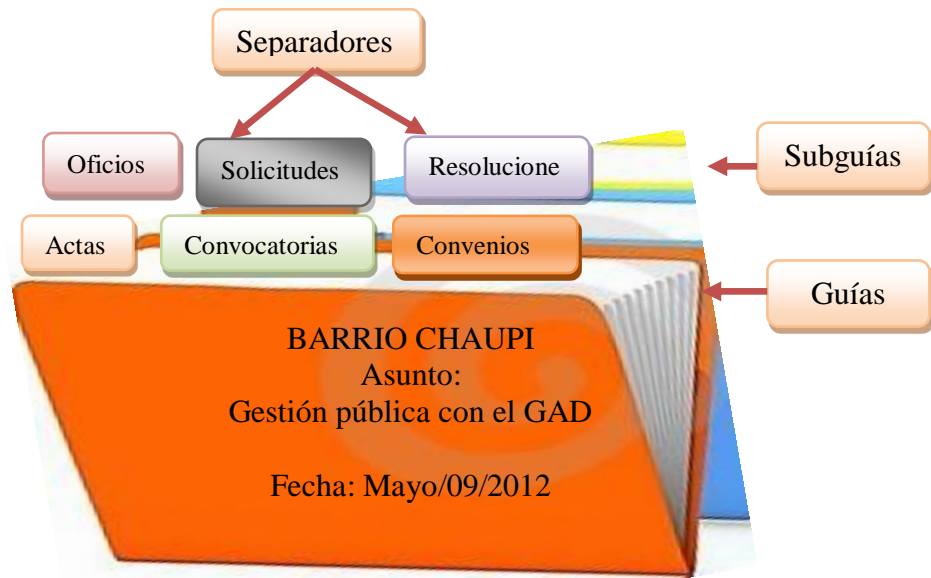 Separadores
Oficios
Solicitudes
Resolucione
Subguías
Actas
Convocatorias
Convenios
Guías
BARRIO CHAUPI
Asunto:
Gestión pública con el GAD
Fecha: Mayo/09/2012